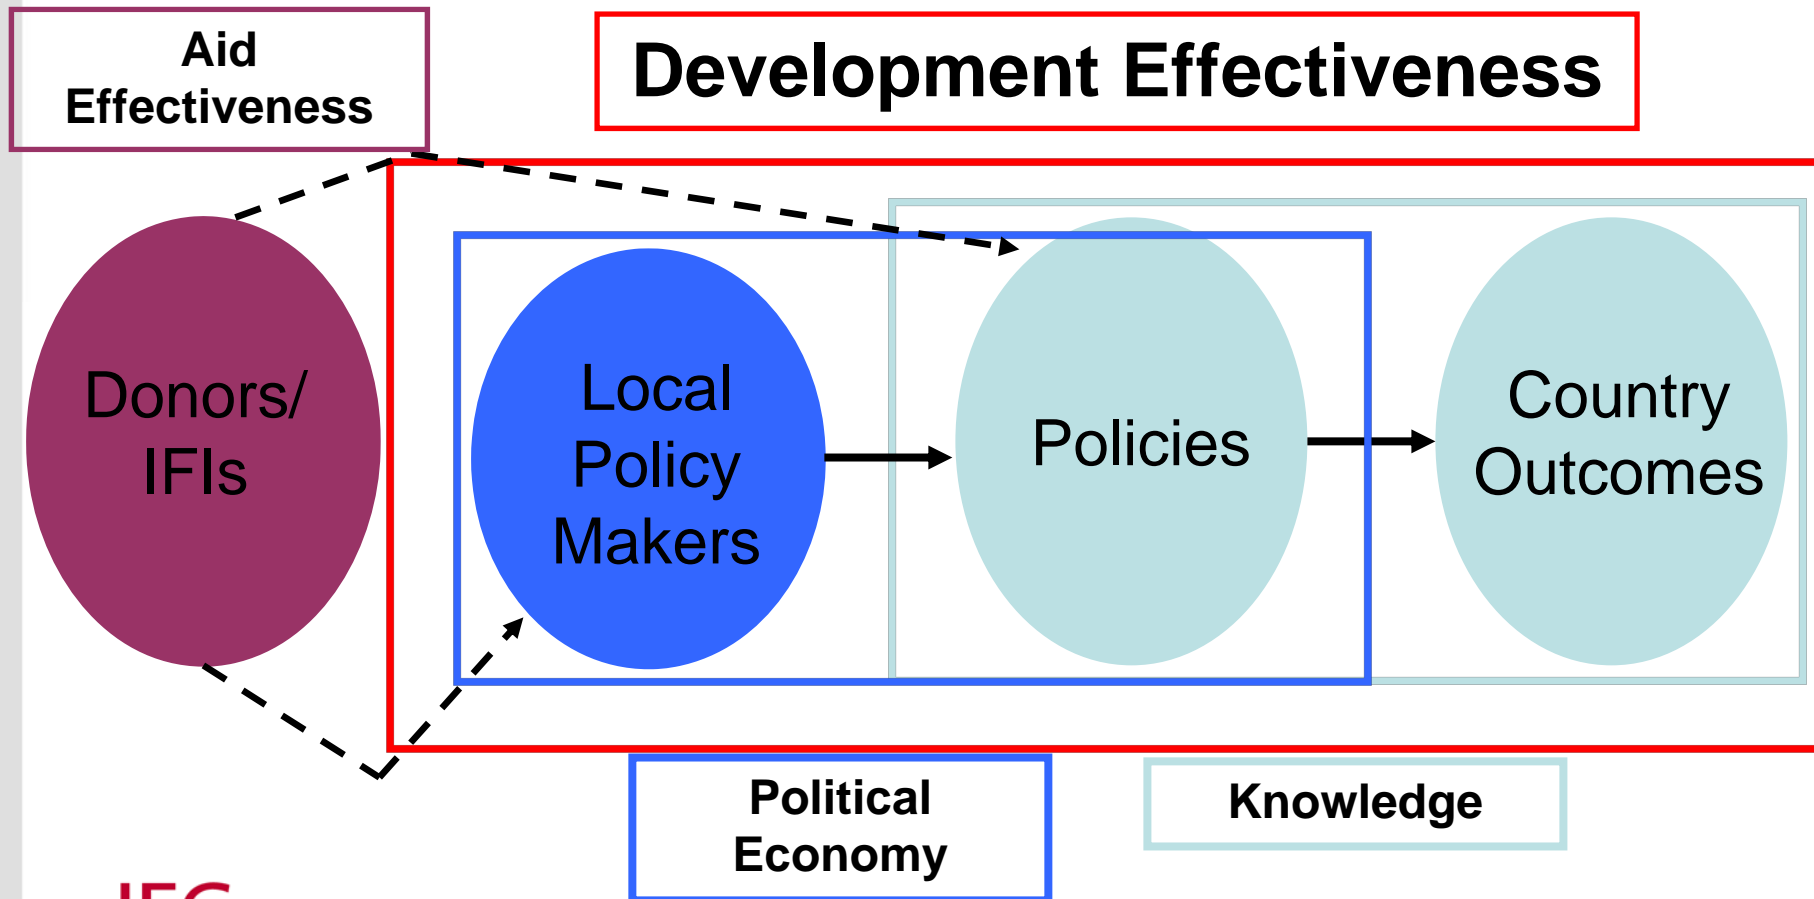 Aid
Effectiveness
Development Effectiveness
Donors/
IFIs
Local
Policy
Makers
Policies
Country
Outcomes
Political
Economy
Knowledge